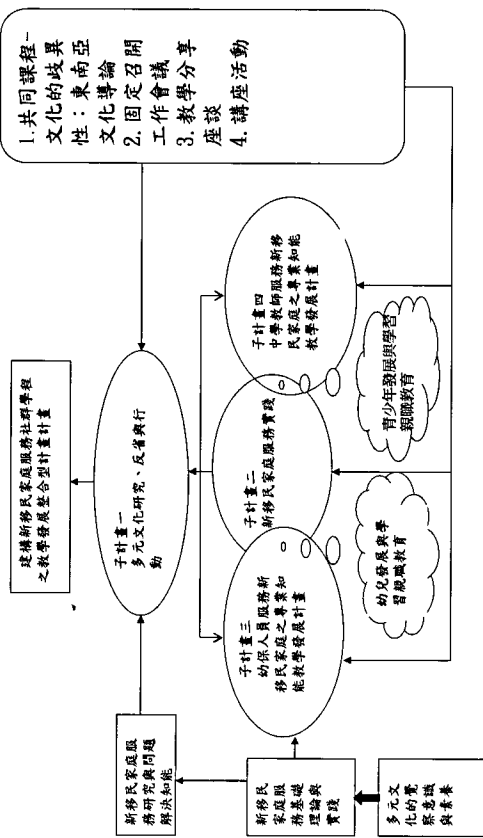 建構新移民家庭服務社群學程
之教學發展整合型計畫計畫
子計畫一
多元文化研究、反省與行
動
新移民家庭服
務研究與問題
解決知能
1.共同課程-
文化的歧異
性：東南亞
文化導論
2. 固定召開
工作會議
3. 教學分享
座談
4. 講座活動
子計畫三
幼保人員服務新
移民家庭之專業知
能教學發展計畫
子計畫二
新移民家庭服務實踐
子計畫四
中學教師服務新移
民家庭之專業知能
教學發展計畫
新移民
家庭服
務基礎
理論與
實踐
幼兒發展與學
習親職教育
青少年發展與學習
親職教育
多元文
化的覺
察意識
與素養